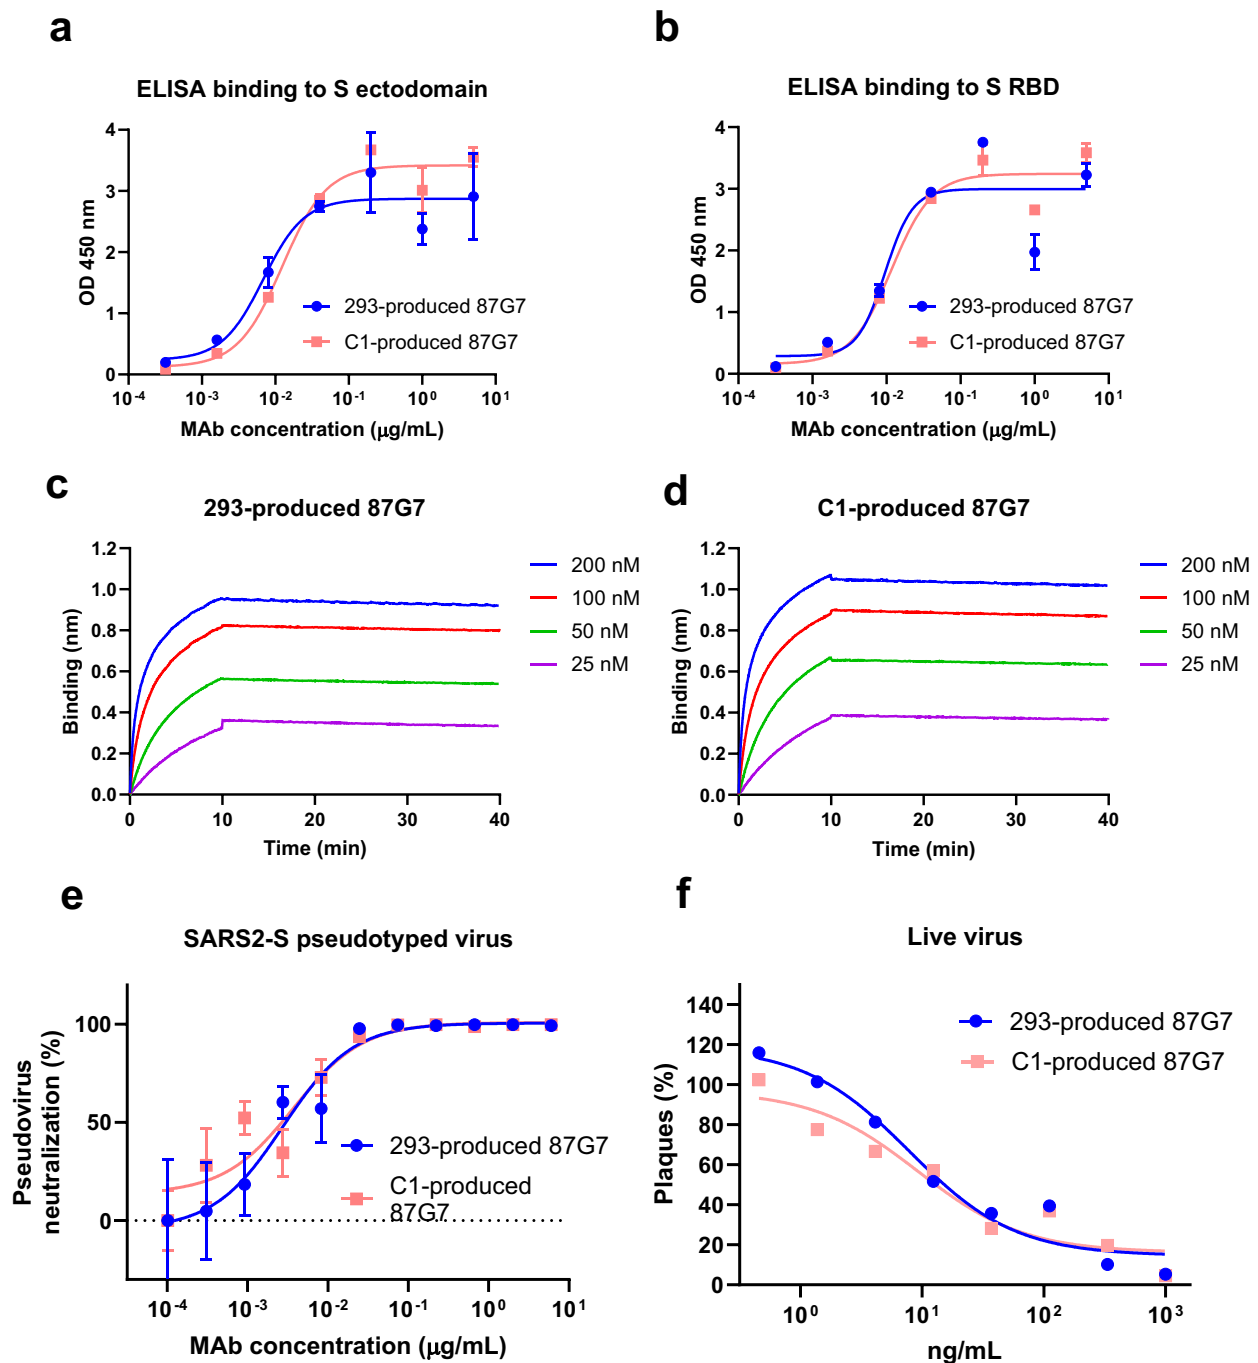 a
ELISA binding to S ectodomain
OD 450 nm
4
3
2
1
0
293-produced 87G7
C1-produced 87G7
10-4 10-3 10-2 10-1 100 101
MAb concentration (μg/mL)
b
ELISA binding to S RBD
OD 450 nm
4
3
2
1
0
293-produced 87G7
C1-produced 87G7
10-4 10-3 10-2 10-1 100 101
MAb concentration (μg/mL)
c
293-produced 87G7
Binding (nm)
1.2
1.0
0.8
0.6
0.4
0.2
0.0
200 nM
100 nM
50 nM
25 nM
0 10 20 30 40
Time (min)
d
C1-produced 87G7
Binding (nm)
1.2
1.0
0.8
0.6
0.4
0.2
0.0
200 nM
100 nM
50 nM
25 nM
0 10 20 30 40
Time (min)
e
SARS2-S pseudotyped virus
Pseudovirus
neutralization (%)
100
50
0
293-produced 87G7
C1-produced
87G7
10-4 10-3 10-2 10-1 100 101
MAb concentration (μg/mL)
f
Live virus
Plaques (%)
140
120
100
80
60
40
20
0
293-produced 87G7
C1-produced 87G7
100 101 102 103
ng/mL